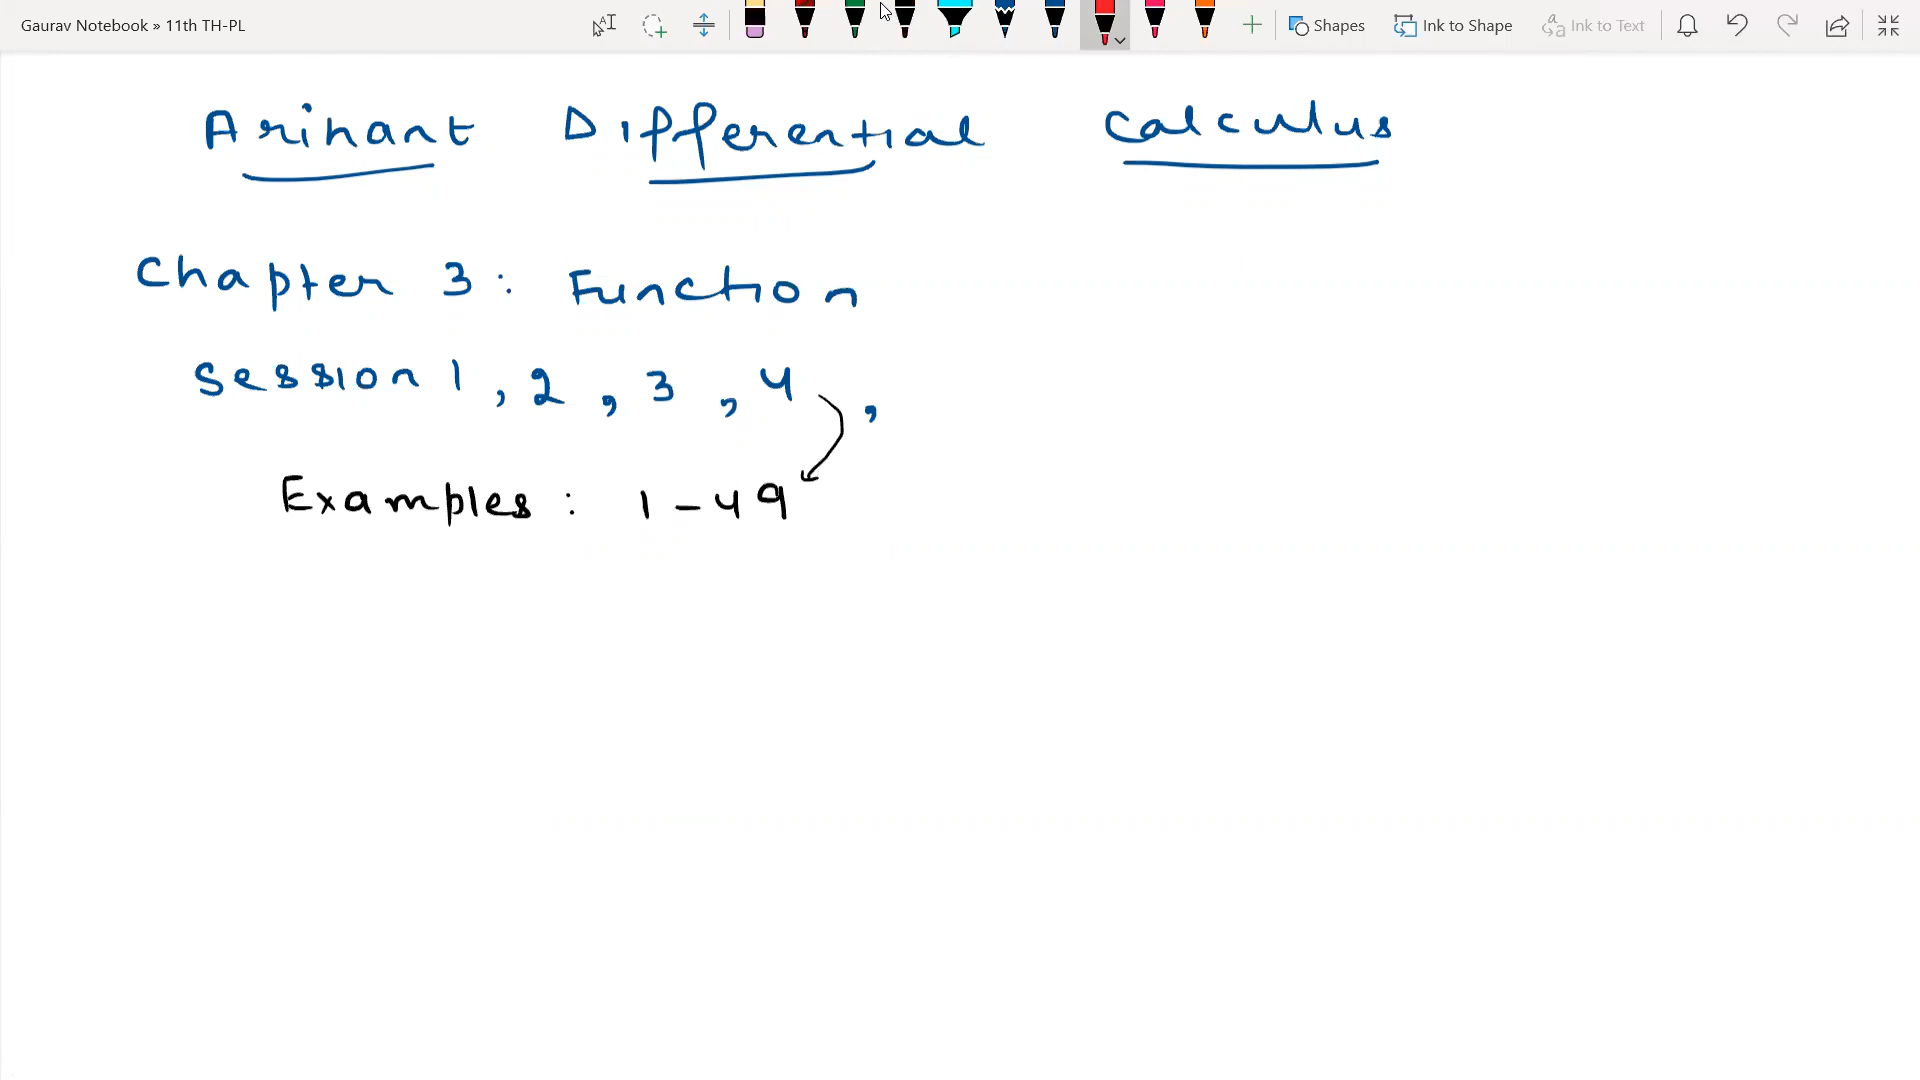 Gaurav Notebook » 11th TH-PL
Shapes Ink to Shape Ink to Text
Arihant Differential Calculus
Chapter 3: Function
Session 1, 2, 3, 4,
Examples: 1-49